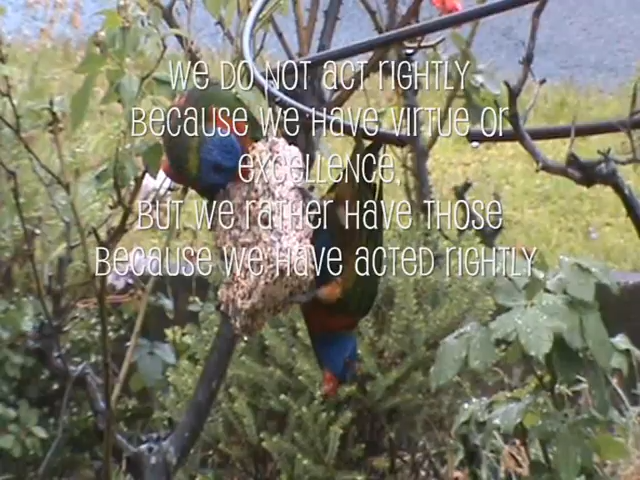 We do not act rightly
because we have virtue or
excellence,
but we rather have those
because we have acted rightly